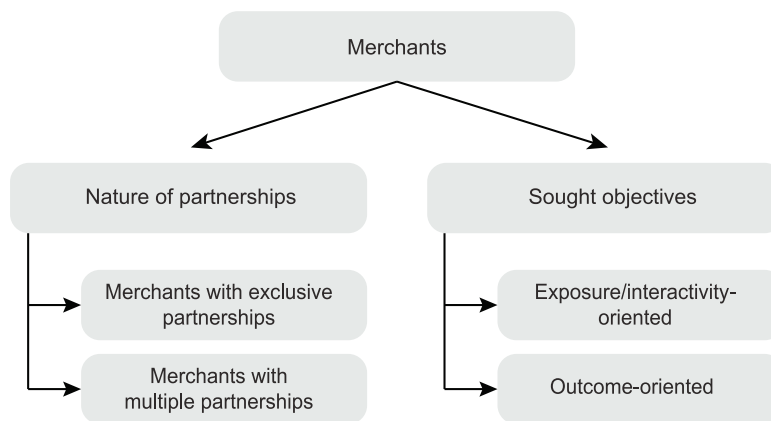 Merchants
Nature of partnerships
Sought objectives
Merchants with exclusive
partnerships
Exposure/interactivity-
oriented
Merchants with
multiple partnerships
Outcome-oriented